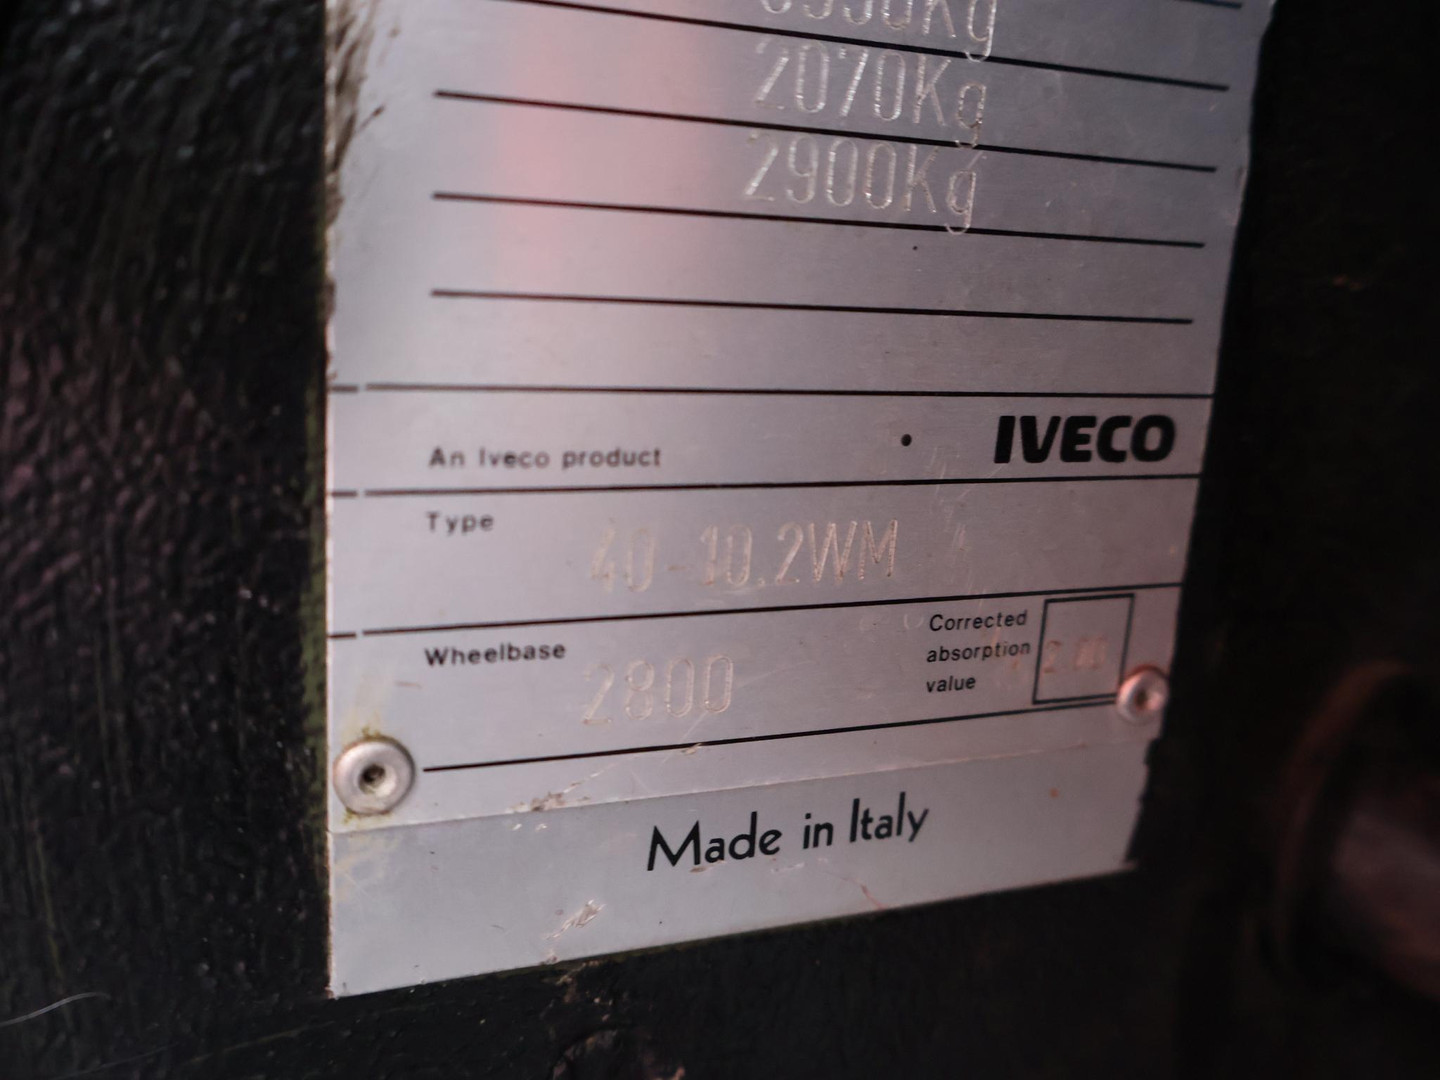 2070Kg
2900Kg
An Iveco product
IVECO
Type
40-10.2WM
Wheelbase
2800
Corrected
absorption
value
Made in Italy